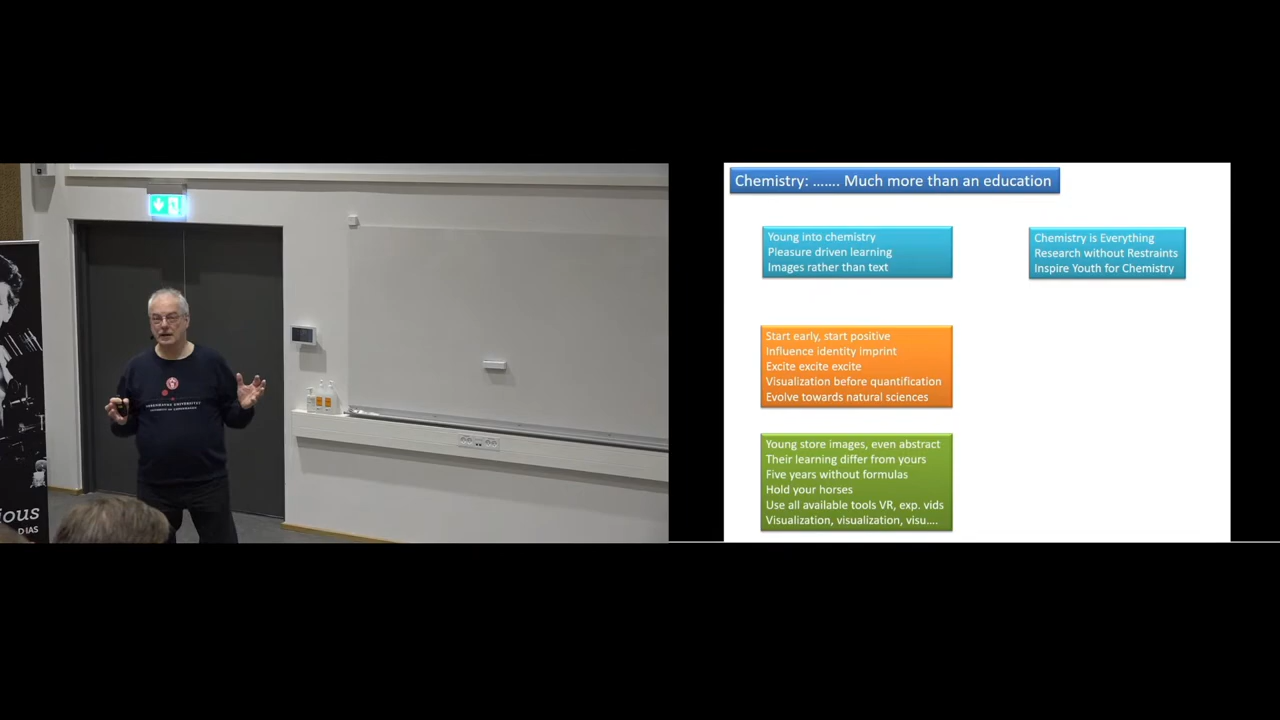 Chemistry: ……. Much more than an education
Young into chemistry
Pleasure driven learning
Images rather than text
Chemistry is Everything
Research without Restraints
Inspire Youth for Chemistry
Start early, start positive
Influence identity imprint
Excite excite excite
Visualization before quantification
Evolve towards natural sciences
Young store images, even abstract
Their learning differ from yours
Five years without formulas
Hold your horses
Use all available tools VR, exp. vids
Visualization, visualization, visu….
ious
DIAS